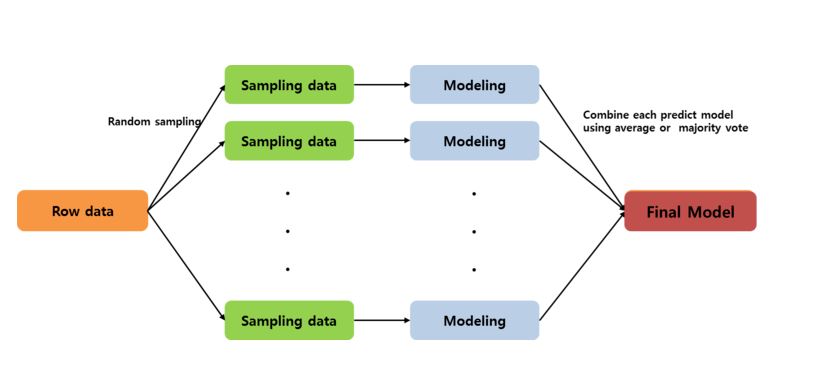 Sampling data
Modeling
Random sampling
Combine each predict model
using average or majority vote
Sampling data
Modeling
Row data
Final Model
Sampling data
Modeling